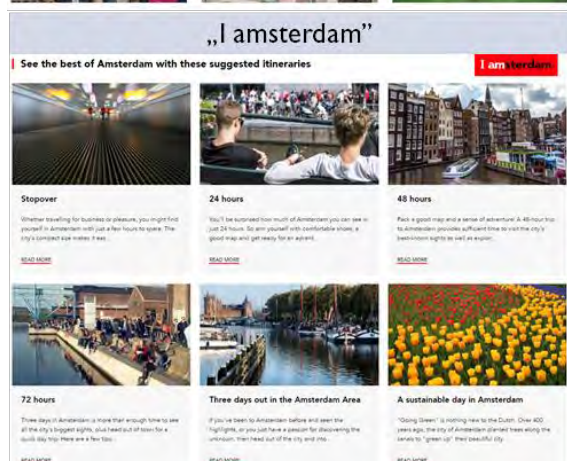 „I amsterdam”
See the best of Amsterdam with these suggested itineraries
I amsterdam.
Stopover
24 hours
48 hours
Whether travelling for business or pleasure, you might find
yourself in Amsterdam with just a few hours to spare. The
city's compact size makes it eas...
You'll be surprised how much of Amsterdam you can see in
just 24 hours. So arm yourself with comfortable shoes, a
good map and get ready for an advent...
Pack a good map and a sense of adventure! A 48-hour trip
to Amsterdam provides sufficient time to visit the city's
best-known sights as well as explor...
READ MORE
READ MORE
READ MORE
72 hours
Three days out in the Amsterdam Area
A sustainable day in Amsterdam
Three days in Amsterdam is more than enough time to see
all the city's biggest sights, plus head out of town for a
quick day trip. Here are a few tips...
If you've been to Amsterdam before and seen the
highlights, or you just have a passion for discovering the
unknown, then head out of the city and into...
"Going Green" is nothing new to the Dutch. Over 400
years ago, the city of Amsterdam planted trees along the
canals to "green up" their beautiful city.
READ MORE
READ MORE
READ MORE